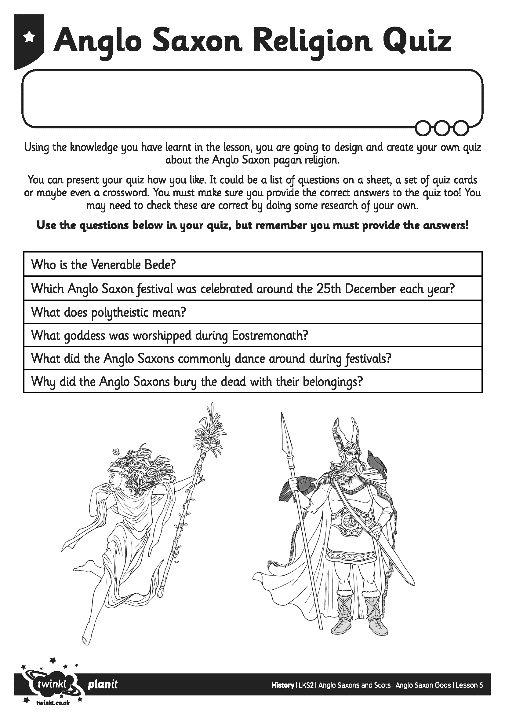 Anglo Saxon Religion Quiz
Using the knowledge you have learnt in the lesson, you are going to design and create your own quiz
about the Anglo Saxon pagan religion.
You can present your quiz how you like. It could be a list of questions on a sheet, a set of quiz cards
or maybe even a crossword. You must make sure you provide the correct answers to the quiz too! You
may need to check these are correct by doing some research of your own.
Use the questions below in your quiz, but remember you must provide the answers!
Who is the Venerable Bede?
Which Anglo Saxon festival was celebrated around the 25th December each year?
What does polytheistic mean?
What goddess was worshipped during Eostremonath?
What did the Anglo Saxons commonly dance around during festivals?
Why did the Anglo Saxons bury the dead with their belongings?
twinkl planit
twinkl.co.uk
History | LKS2 | Anglo Saxons and Scots | Anglo Saxon Gods | Lesson 5